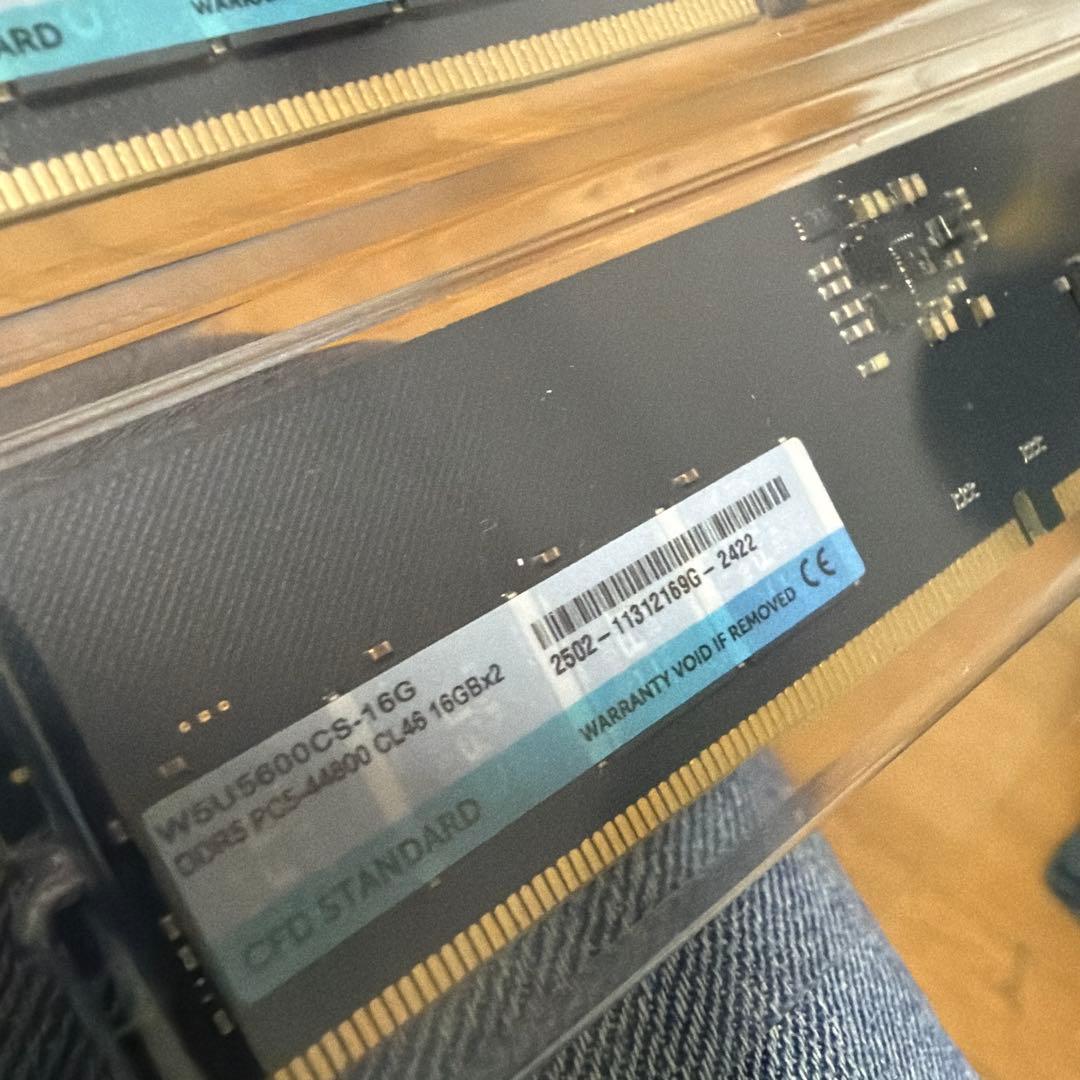 ARD
W5U5600CS-16G
DDR5 PC5-44800 CL46 16GBx2
CFD STANDARD
2502-11312169G-2422
WARRANTY VOID IF REMOVED CE